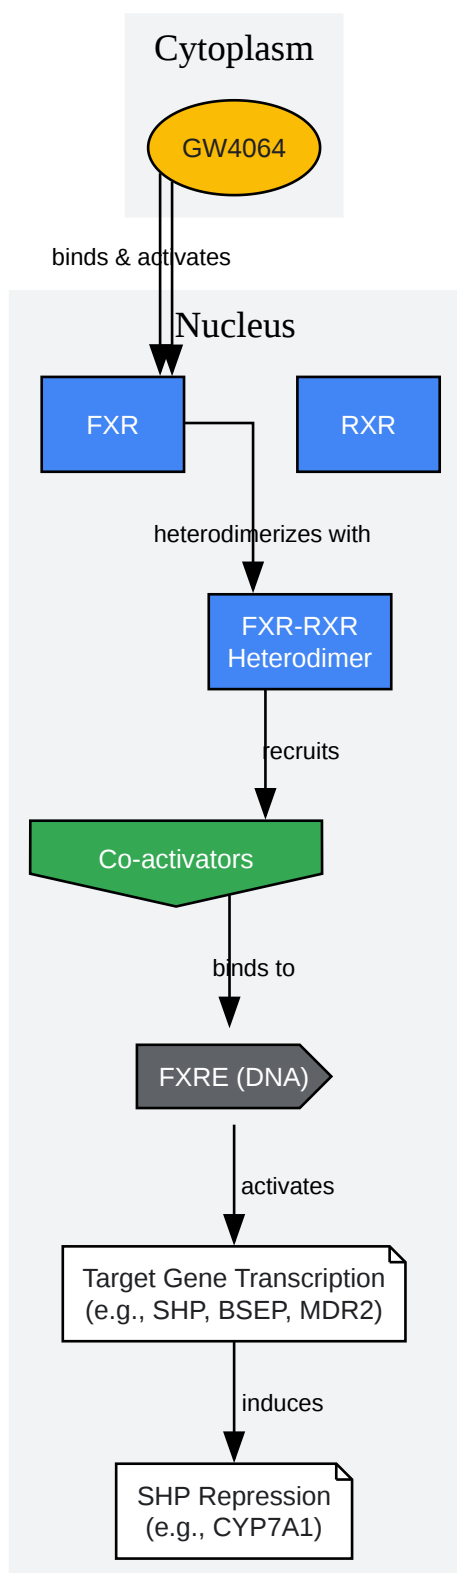 Cytoplasm
GW4064
binds & activates
Nucleus
FXR
RXR
heterodimerizes with
FXR-RXR
Heterodimer
recruits
Co-activators
binds to
FXRE (DNA)
activates
Target Gene Transcription
(e.g., SHP, BSEP, MDR2)
induces
SHP Repression
(e.g., CYP7A1)